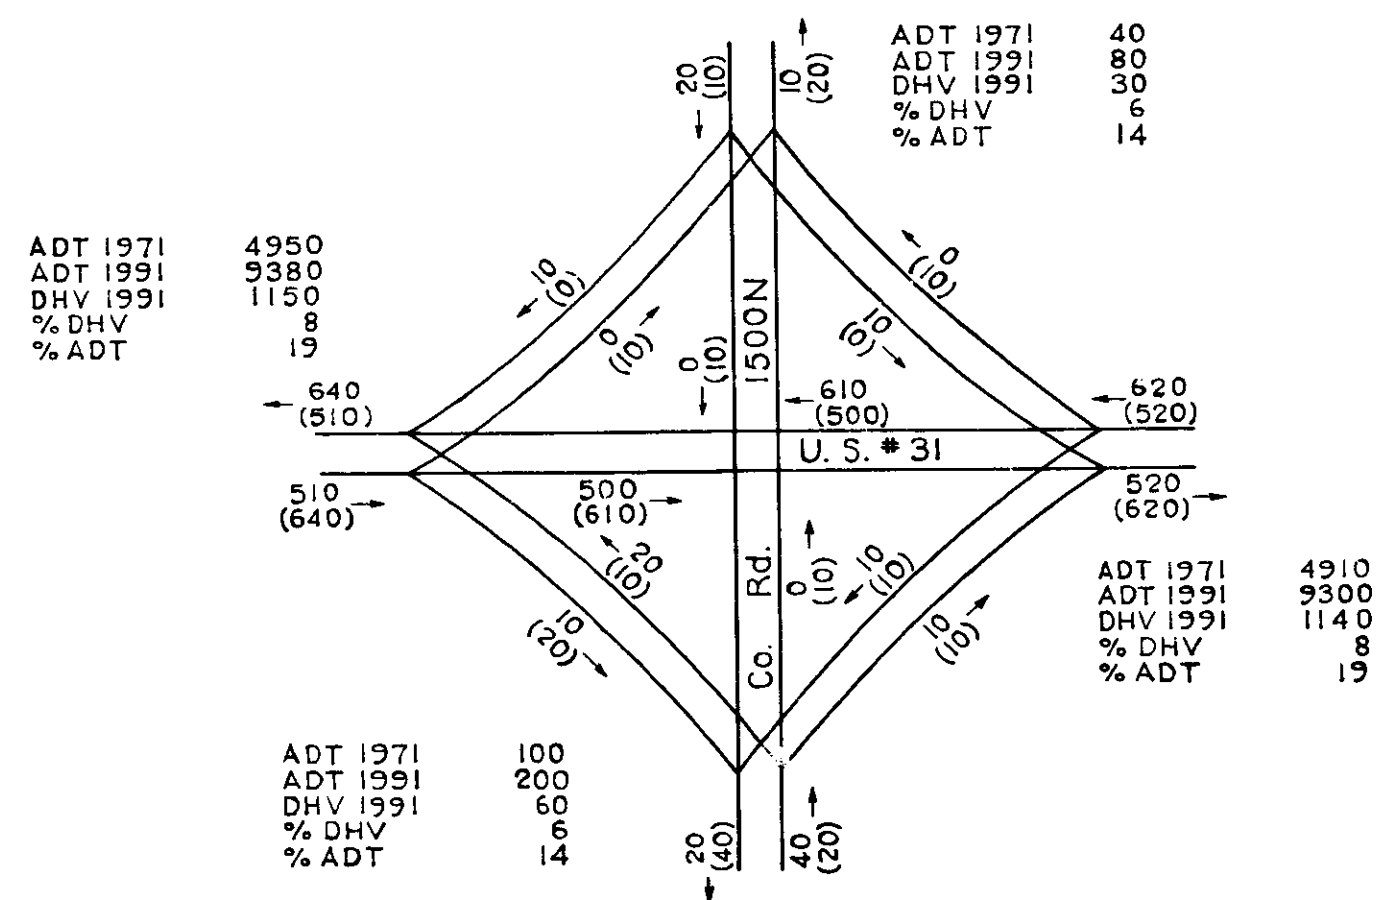 20
(10)
10
(20)
ADT 1971 40
ADT 1991 80
DHV 1991 30
% DHV 6
% ADT 14
ADT 1971 4950
ADT 1991 9380
DHV 1991 1150
% DHV 8
% ADT 19
10
(0)
0
(10)
0
(10)
1500N
10
(0)
0
(10)
640
(510)
610
(500)
620
(520)
U. S. # 31
510
(640)
500
(610)
520
(620)
20
(10)
10
(20)
Co. Rd.
0
(10)
10
(10)
10
(10)
ADT 1971 4910
ADT 1991 9300
DHV 1991 1140
% DHV 8
% ADT 19
ADT 1971 100
ADT 1991 200
DHV 1991 60
% DHV 6
% ADT 14
20
(40)
40
(20)